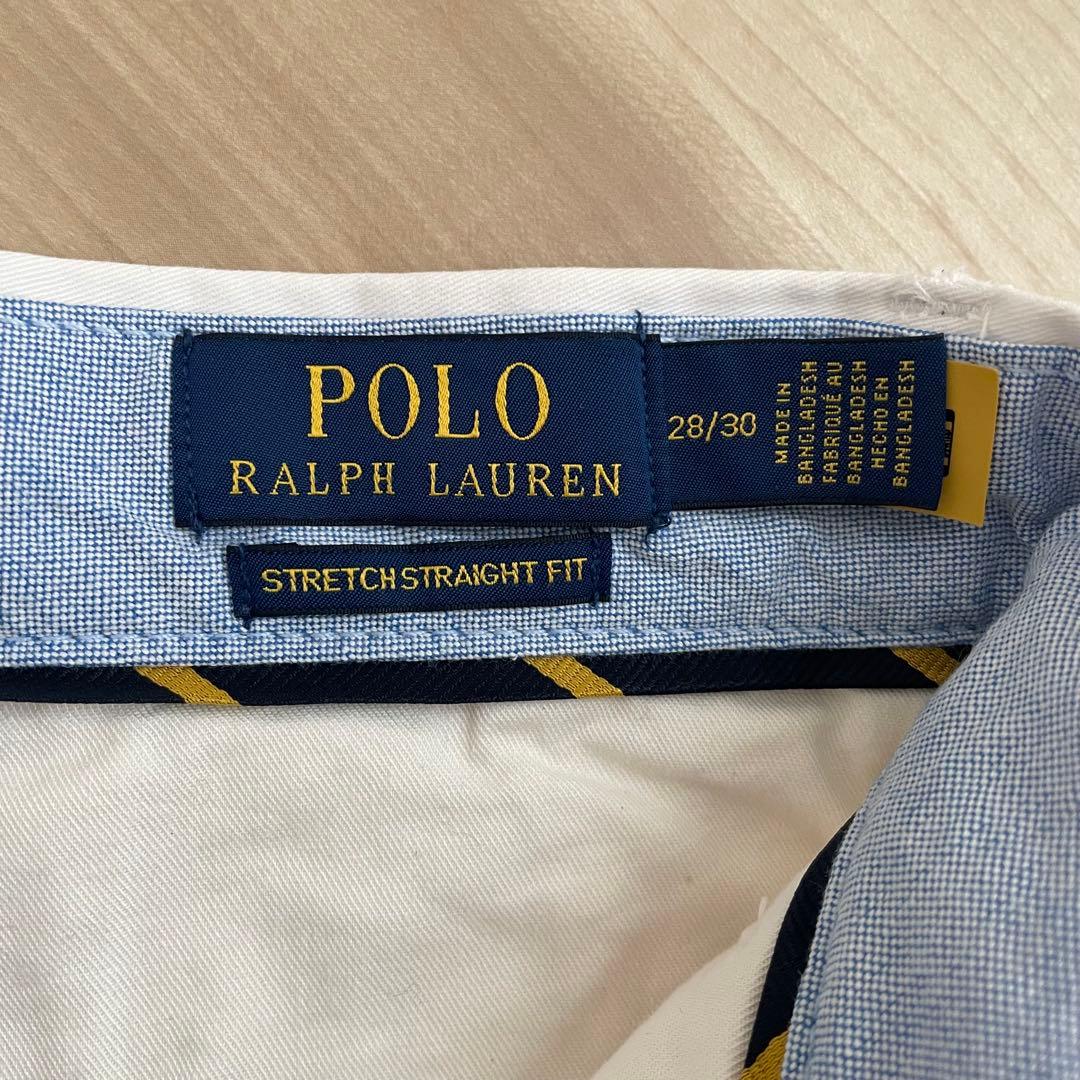 POLO
RALPH LAUREN
28/30
MADE IN
BANGLADESH
FABRIQUÉ AU
BANGLADESH
HECHO EN
BANGLADESH
STRETCH STRAIGHT FIT